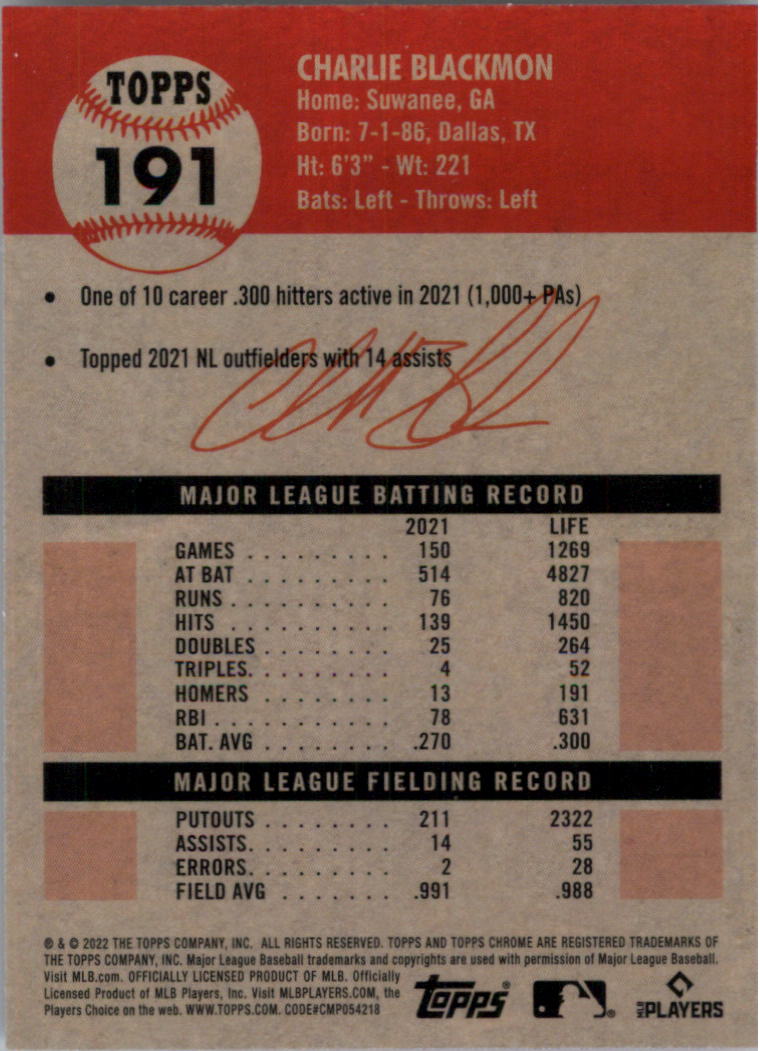 TOPPS
191
CHARLIE BLACKMON
Home: Suwanee, GA
Born: 7-1-86, Dallas, TX
Ht: 6'3" - Wt: 221
Bats: Left - Throws: Left
• One of 10 career .300 hitters active in 2021 (1,000+ PAs)
• Topped 2021 NL outfielders with 14 assists
MAJOR LEAGUE BATTING RECORD
2021 LIFE
GAMES . . . . . . . . . 150 1269
AT BAT . . . . . . . . . 514 4827
RUNS . . . . . . . . . . 76 820
HITS . . . . . . . . . . 139 1450
DOUBLES . . . . . . . . 25 264
TRIPLES. . . . . . . . . 4 52
HOMERS . . . . . . . . 13 191
RBI . . . . . . . . . . . 78 631
BAT. AVG . . . . . . . . .270 .300
MAJOR LEAGUE FIELDING RECORD
PUTOUTS . . . . . . . . 211 2322
ASSISTS. . . . . . . . . 14 55
ERRORS. . . . . . . . . 2 28
FIELD AVG . . . . . . . .991 .988
® & © 2022 THE TOPPS COMPANY, INC. ALL RIGHTS RESERVED. TOPPS AND TOPPS CHROME ARE REGISTERED TRADEMARKS OF
THE TOPPS COMPANY, INC. Major League Baseball trademarks and copyrights are used with permission of Major League Baseball.
Visit MLB.com. OFFICIALLY LICENSED PRODUCT OF MLB. Officially
Licensed Product of MLB Players, Inc. Visit MLBPLAYERS.COM, the
Players Choice on the web. WWW.TOPPS.COM. CODE#CMP054218
topps®
MLB PLAYERS